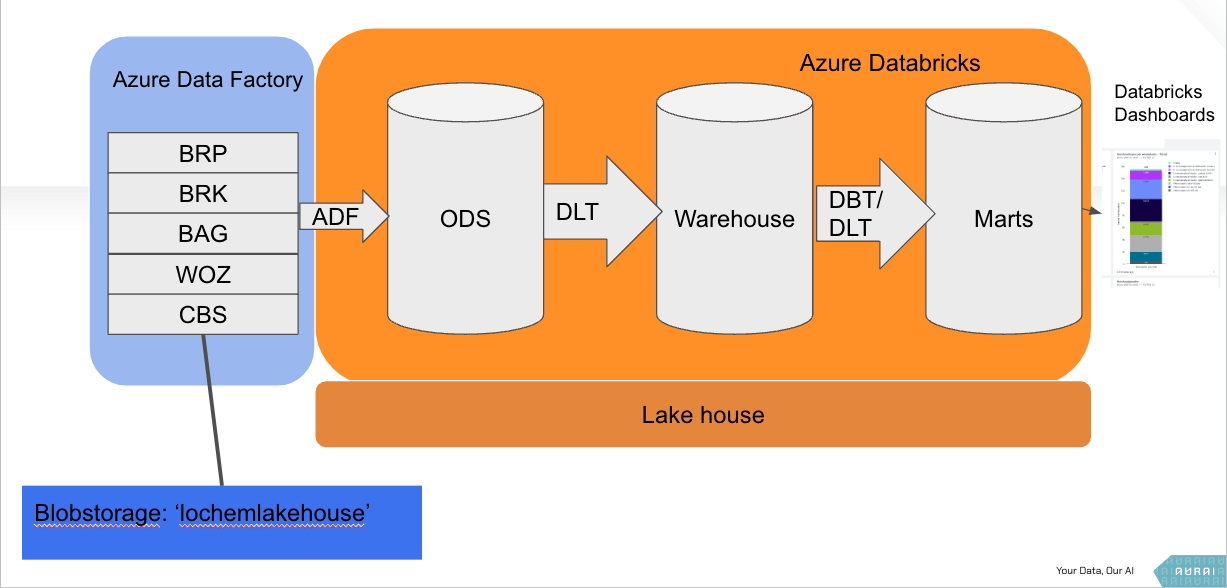 Azure Data Factory
Azure Databricks
Databricks
Dashboards
BRP
BRK
BAG
WOZ
CBS
ADF
ODS
DLT
Warehouse
DBT/
DLT
Marts
Lake house
Blobstorage: ‘lochemlakehouse’
Your Data, Our AI
AURAI